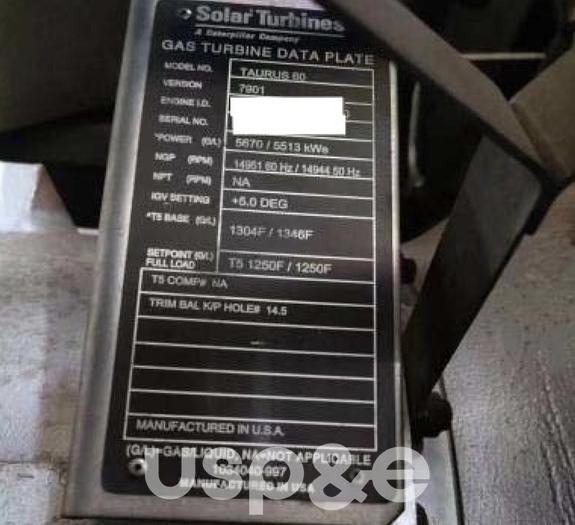 Solar Turbines
A Caterpillar Company
GAS TURBINE DATA PLATE
MODEL NO. TAURUS 60
VERSION 7901
ENGINE I.D.
SERIAL NO.
*POWER (G/L) 5670 / 5513 kWe
NGP (RPM) 14951 60 Hz / 14944 50 Hz
NPT (RPM) NA
IGV SETTING +5.0 DEG
*T5 BASE (G/L) 1304F / 1346F
SETPOINT (G/L)
FULL LOAD T5 1250F / 1250F
T5 COMP# NA
TRIM BAL K/P HOLE# 14.5
MANUFACTURED IN U.S.A.
(G/L)=GAS/LIQUID, NA=NOT APPLICABLE
1034040-997
MANUFACTURED IN USA
usp&e